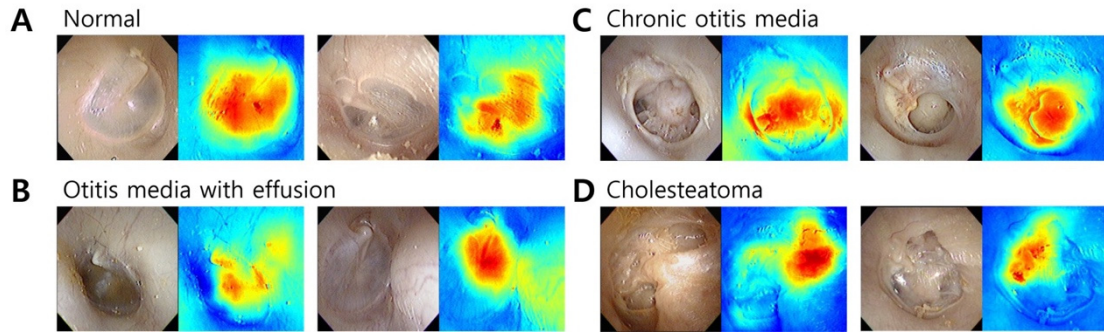 A Normal
C Chronic otitis media
B Otitis media with effusion
D Cholesteatoma